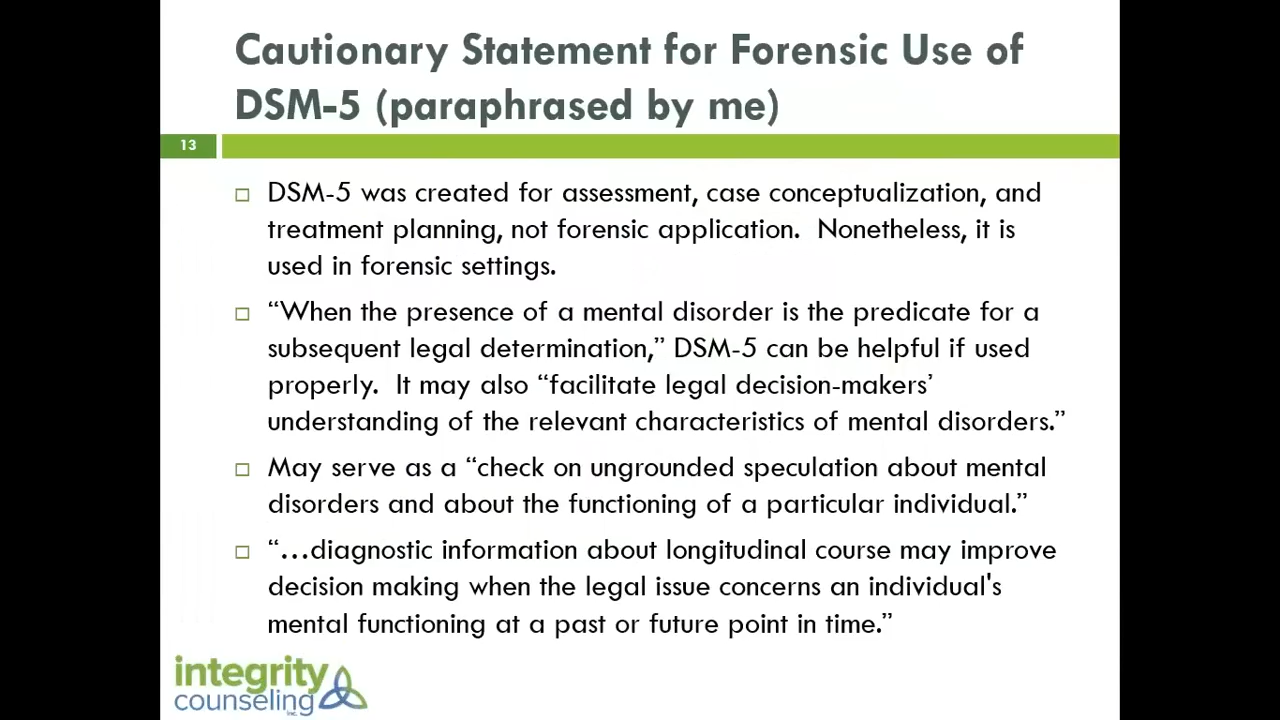 Cautionary Statement for Forensic Use of
DSM-5 (paraphrased by me)
13
DSM-5 was created for assessment, case conceptualization, and
treatment planning, not forensic application.  Nonetheless, it is
used in forensic settings.
“When the presence of a mental disorder is the predicate for a
subsequent legal determination,” DSM-5 can be helpful if used
properly.  It may also “facilitate legal decision-makers’
understanding of the relevant characteristics of mental disorders.”
May serve as a “check on ungrounded speculation about mental
disorders and about the functioning of a particular individual.”
“…diagnostic information about longitudinal course may improve
decision making when the legal issue concerns an individual's
mental functioning at a past or future point in time.”
integrity
counseling
inc.